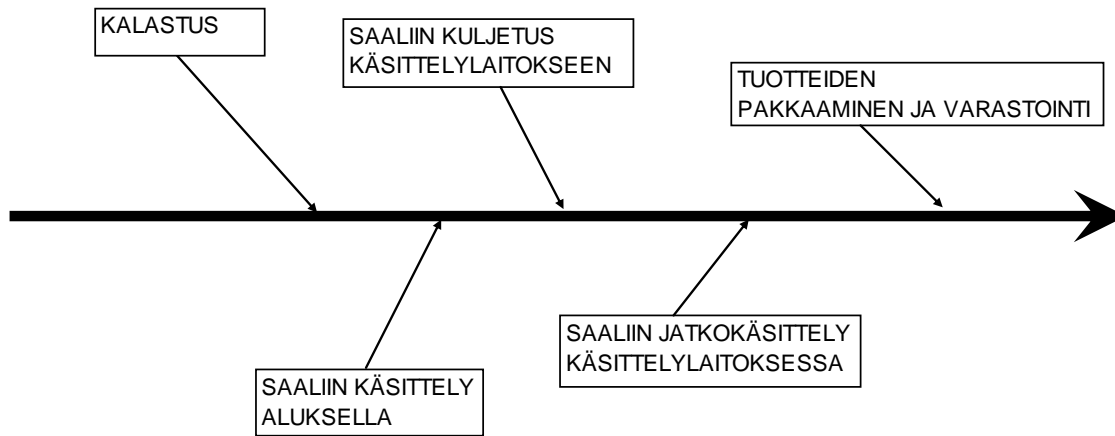 KALASTUS
SAALIIN KULJETUS
KÄSITTELYLAITOKSEEN
TUOTTEIDEN
PAKKAAMINEN JA VARASTOINTI
SAALIIN KÄSITTELY
ALUKSELLA
SAALIIN JATKOKÄSITTELY
KÄSITTELYLAITOKSESSA